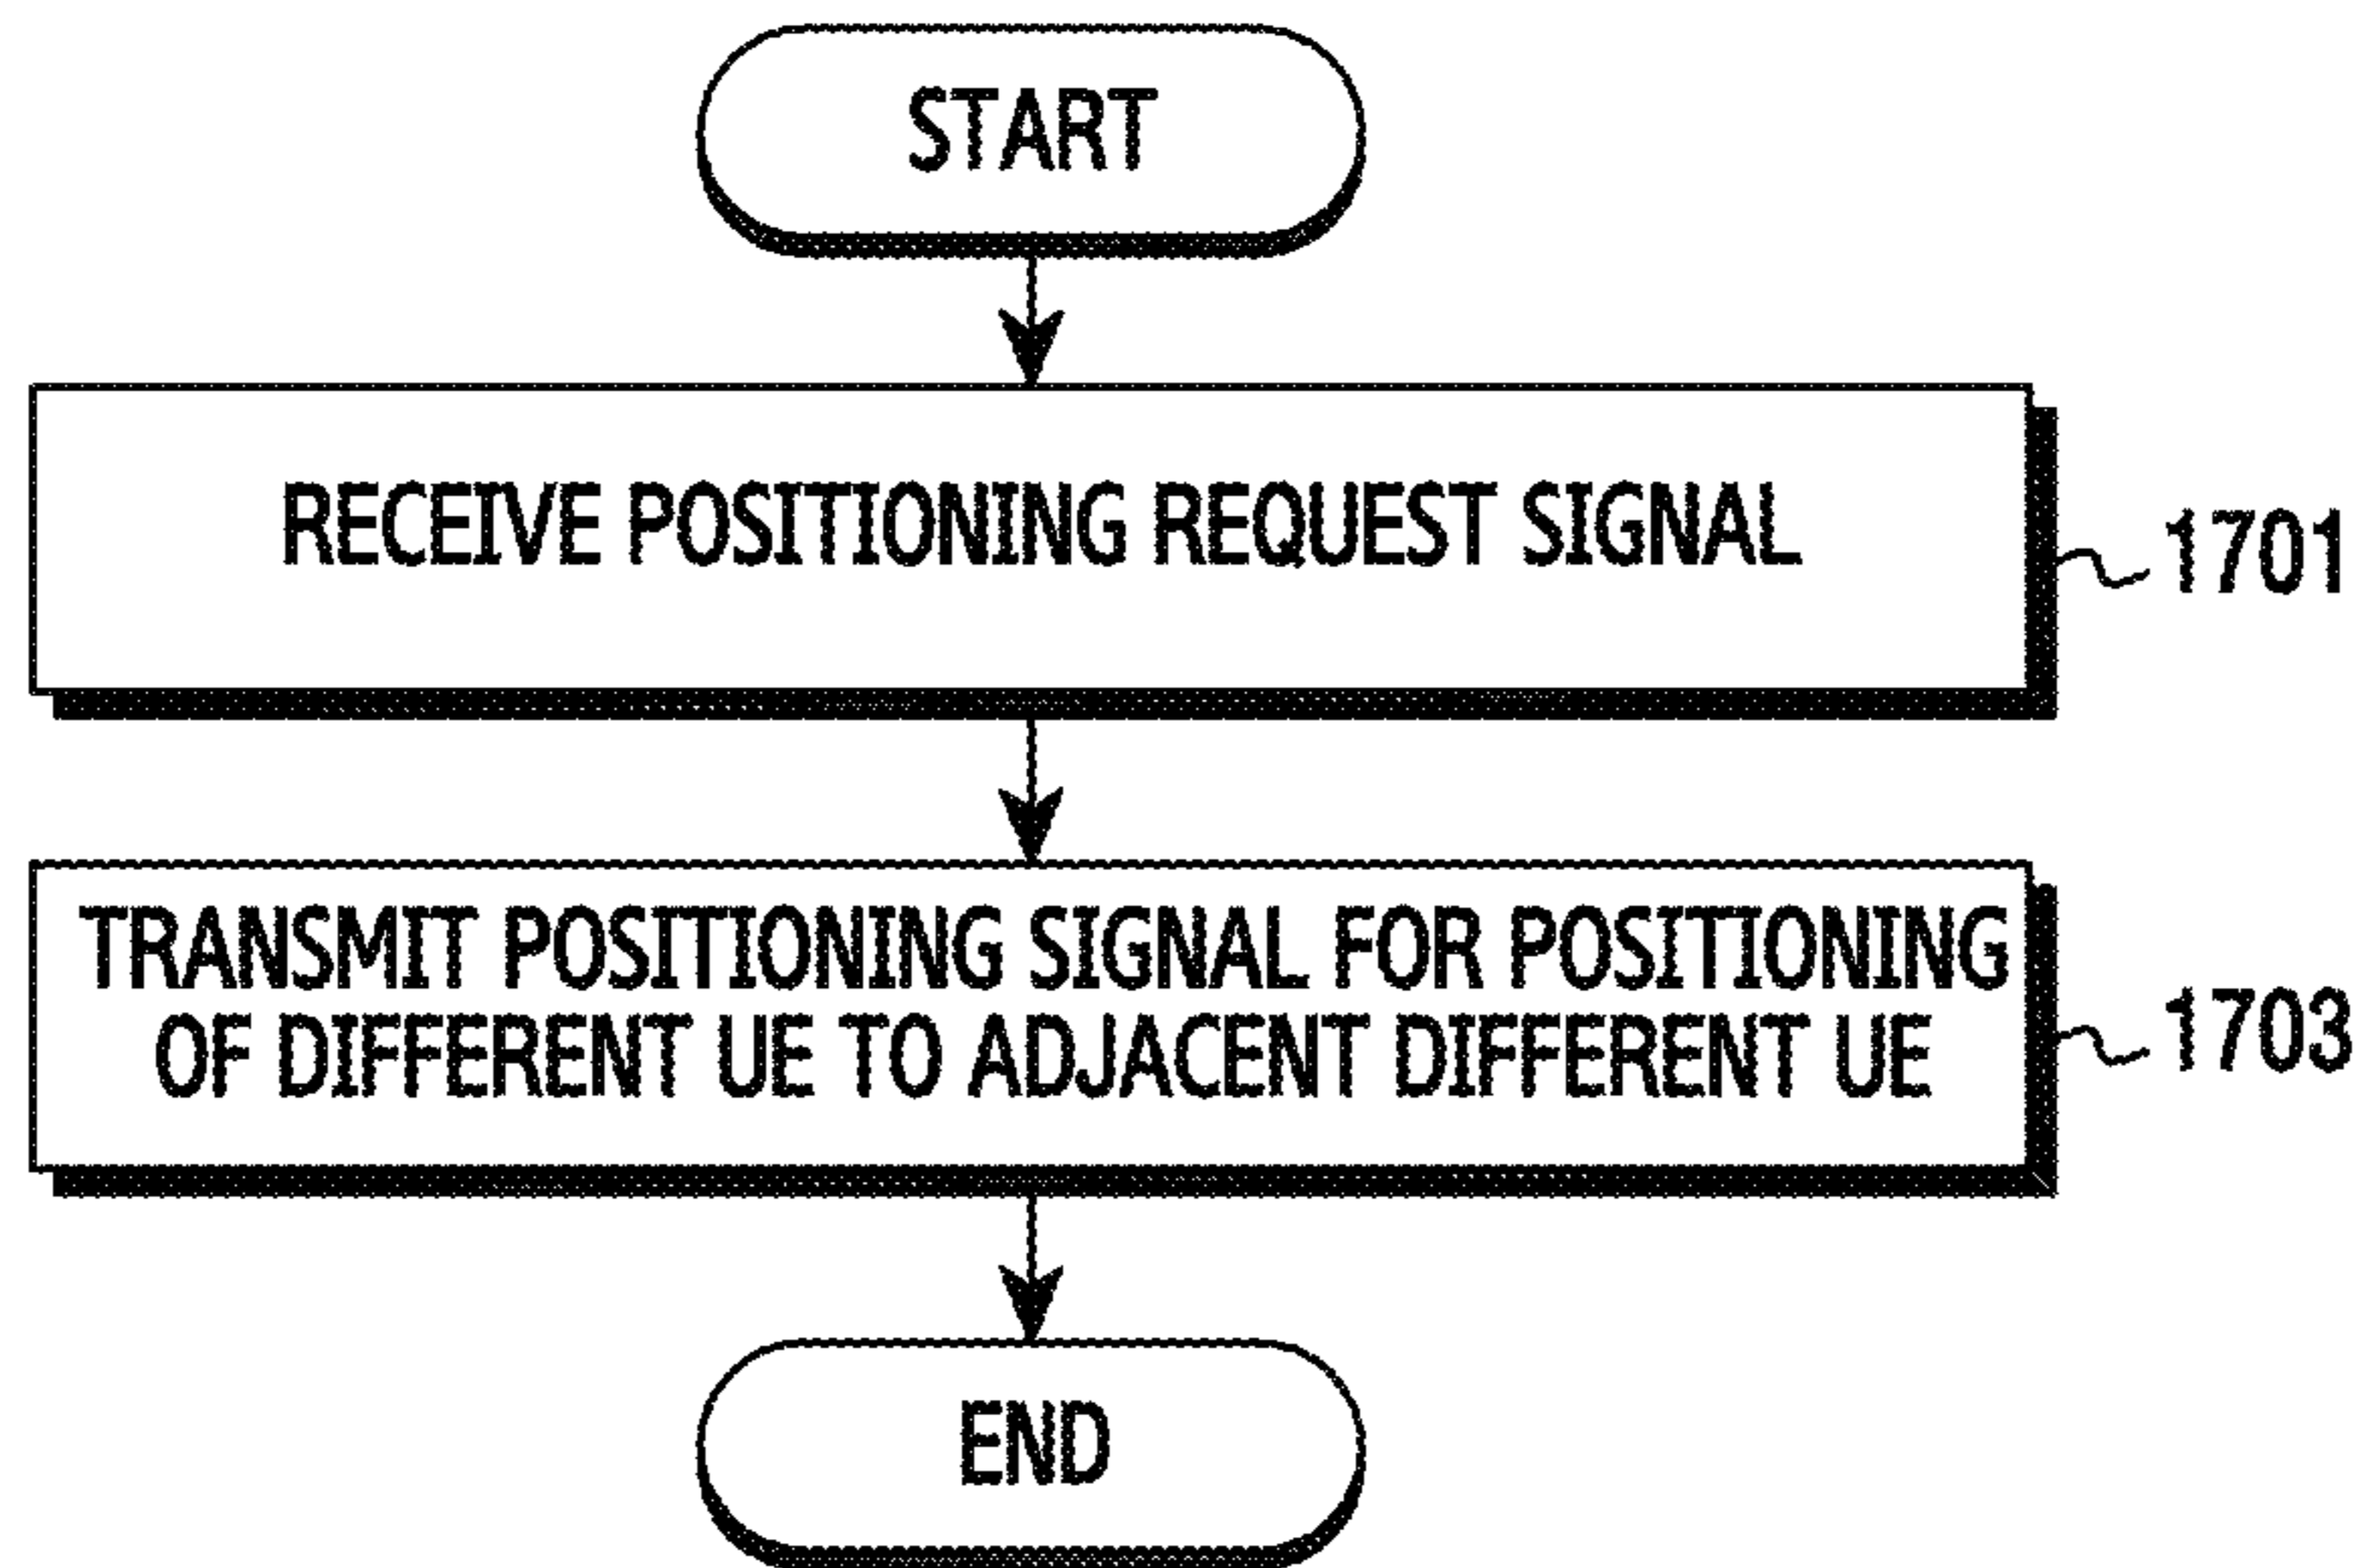 START
RECEIVE POSITIONING REQUEST SIGNAL
1701
TRANSMIT POSITIONING SIGNAL FOR POSITIONING
OF DIFFERENT UE TO ADJACENT DIFFERENT UE
1703
END